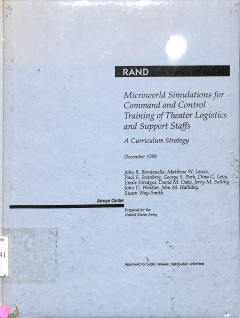 RAND
Microworld Simulations for
Command and Control
Training of Theater Logistics
and Support Staffs
A Curriculum Strategy
December 1998
John R. Bondanella, Matthew W. Lewis,
Paul S. Steinberg, George S. Park, Dina G. Levy,
Emile Ettedgui, David M. Oaks, Jerry M. Sollinger,
John D. Winkler, John M. Halliday,
Susan Way-Smith
Arroyo Center
Prepared for the
United States Army
Approved for public release; distribution unlimited